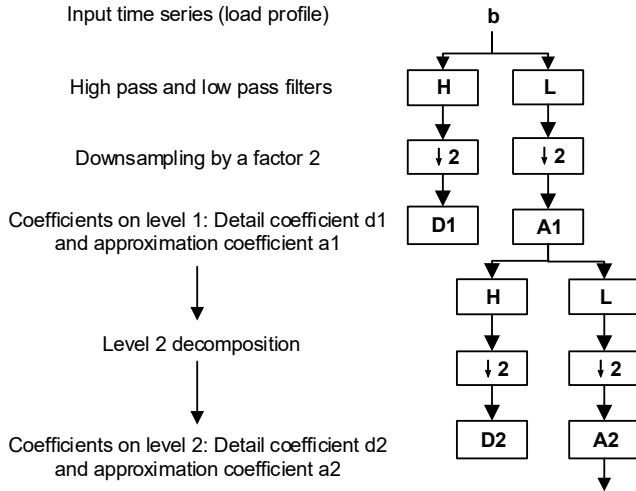 Input time series (load profile)
b
High pass and low pass filters
H
L
Downsampling by a factor 2
↓ 2
↓ 2
Coefficients on level 1: Detail coefficient d1
and approximation coefficient a1
D1
A1
H
L
Level 2 decomposition
↓ 2
↓ 2
Coefficients on level 2: Detail coefficient d2
and approximation coefficient a2
D2
A2